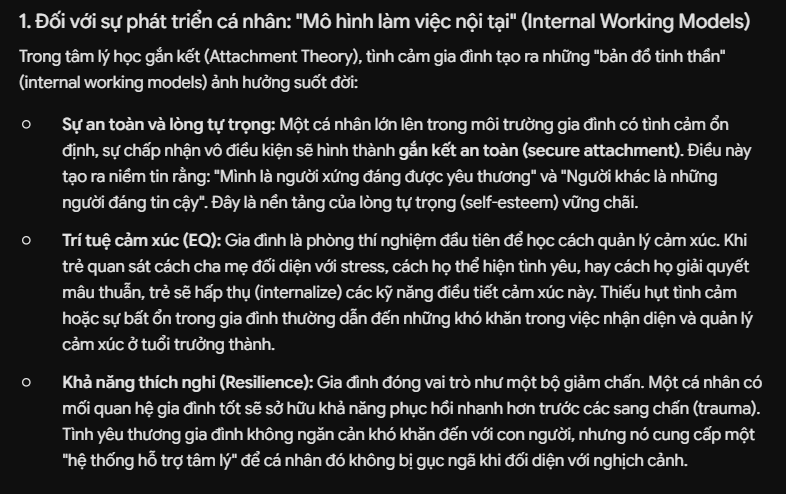 1. Đối với sự phát triển cá nhân: "Mô hình làm việc nội tại" (Internal Working Models)
Trong tâm lý học gắn kết (Attachment Theory), tình cảm gia đình tạo ra những "bản đồ tinh thần"
(internal working models) ảnh hưởng suốt đời:
Sự an toàn và lòng tự trọng: Một cá nhân lớn lên trong môi trường gia đình có tình cảm ổn
định, sự chấp nhận vô điều kiện sẽ hình thành gắn kết an toàn (secure attachment). Điều này
tạo ra niềm tin rằng: "Mình là người xứng đáng được yêu thương" và "Người khác là những
người đáng tin cậy". Đây là nền tảng của lòng tự trọng (self-esteem) vững chãi.
Trí tuệ cảm xúc (EQ): Gia đình là phòng thí nghiệm đầu tiên để học cách quản lý cảm xúc. Khi
trẻ quan sát cách cha mẹ đối diện với stress, cách họ thể hiện tình yêu, hay cách họ giải quyết
mâu thuẫn, trẻ sẽ hấp thụ (internalize) các kỹ năng điều tiết cảm xúc này. Thiếu hụt tình cảm
hoặc sự bất ổn trong gia đình thường dẫn đến những khó khăn trong việc nhận diện và quản lý
cảm xúc ở tuổi trưởng thành.
Khả năng thích nghi (Resilience): Gia đình đóng vai trò như một bộ giảm chấn. Một cá nhân có
mối quan hệ gia đình tốt sẽ sở hữu khả năng phục hồi nhanh hơn trước các sang chấn (trauma).
Tình yêu thương gia đình không ngăn cản khó khăn đến với con người, nhưng nó cung cấp một
"hệ thống hỗ trợ tâm lý" để cá nhân đó không bị gục ngã khi đối diện với nghịch cảnh.